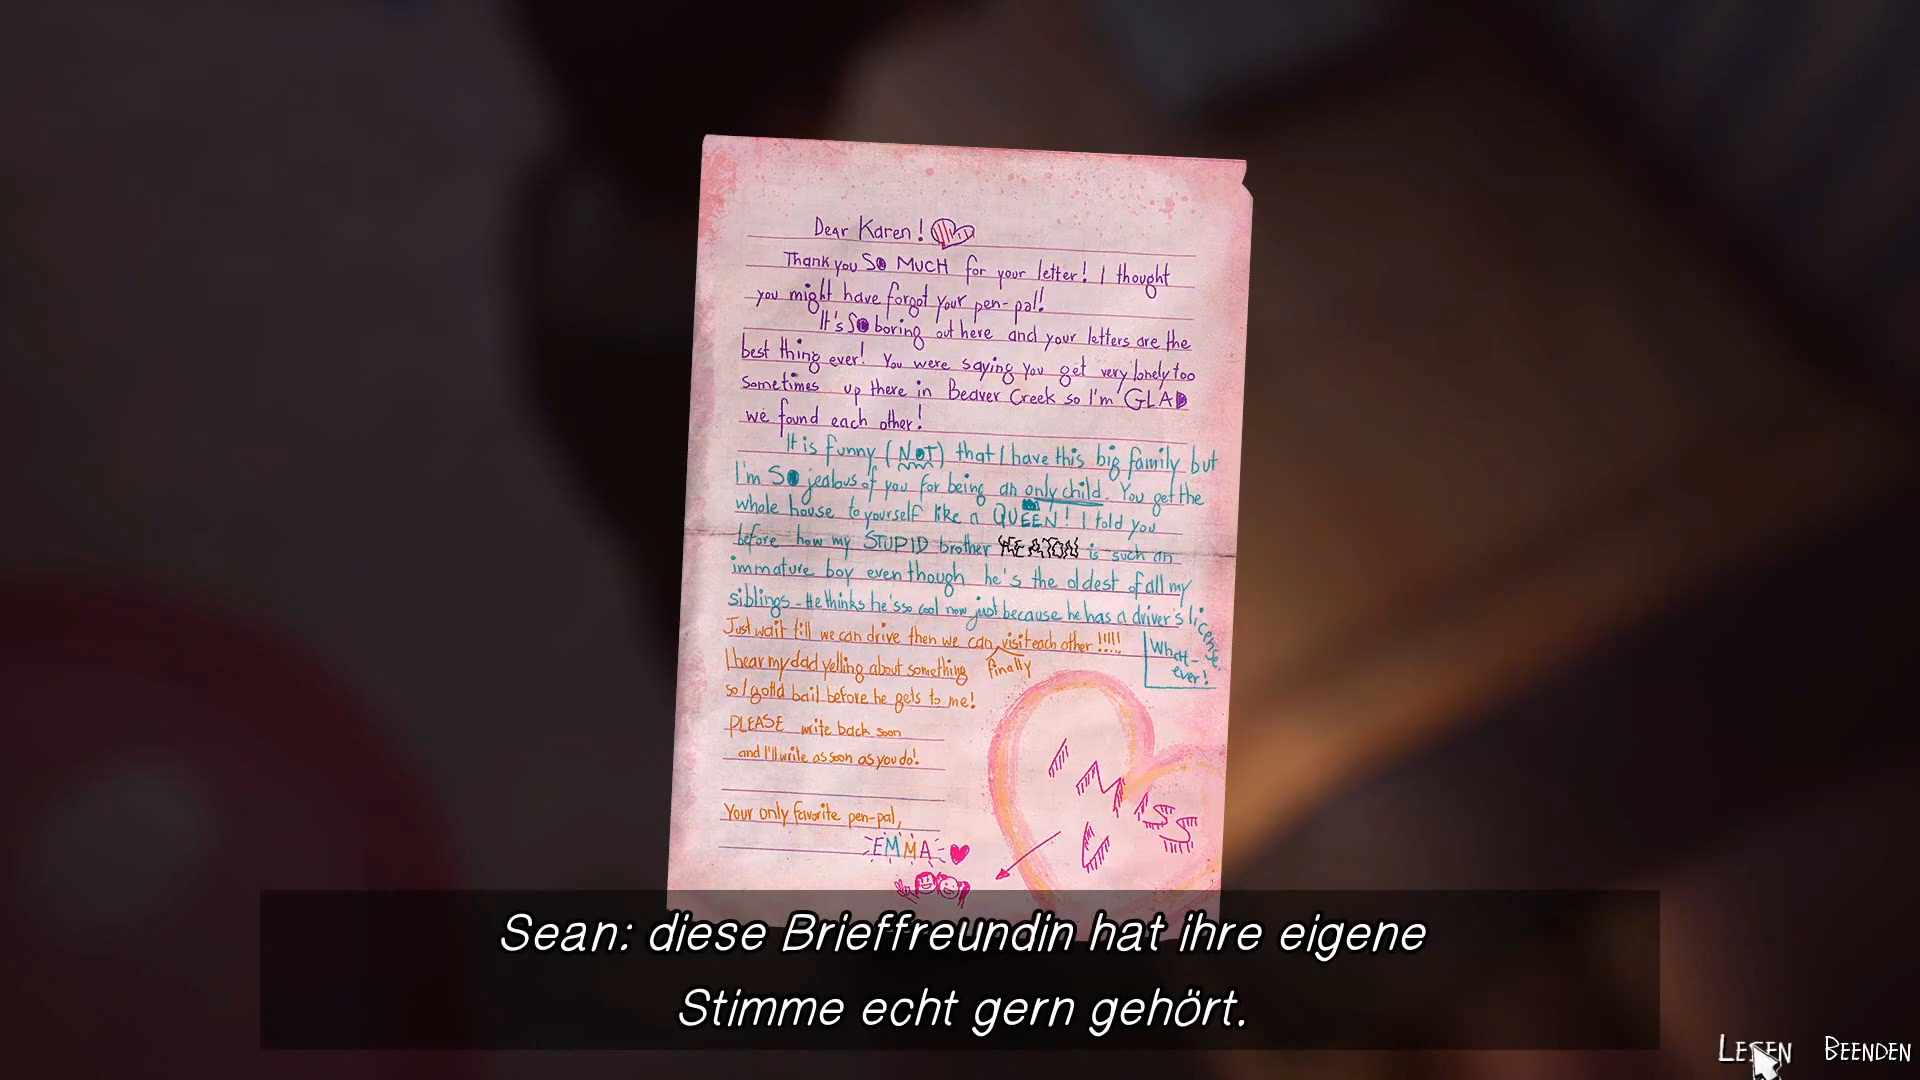 Dear Karen!
Thank you SO MUCH for your letter! I thought
you might have forgot your pen-pal!
It's SO boring out here and your letters are the
best thing ever! You were saying you get very lonely too
sometimes up there in Beaver Creek so I'm GLAD
we found each other!
It is funny (NOT) that I have this big family but
I'm SO jealous of you for being an only child. You get the
whole house to yourself like a QUEEN! I told you
before how my STUPID brother HEATON is such an
immature boy even though he's the oldest of all my
siblings - He thinks he's so cool now just because he has a driver's license
What-
ever!
Just wait till we can drive then we can finally visit each other !!!!!
I hear my dad yelling about something
so I gotta bail before he gets to me!
PLEASE write back soon
and I'll write as soon as you do!
Your only favorite pen-pal,
EMMA
I
MISS
U
Sean: diese Brieffreundin hat ihre eigene
Stimme echt gern gehört.
LESEN BEENDEN